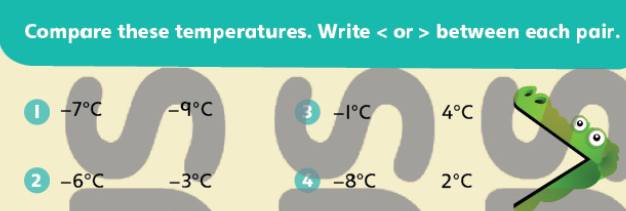 Compare these temperatures. Write < or > between each pair.
1 –7°C –9°C
2 –6°C –3°C
3 –1°C 4°C
4 –8°C 2°C